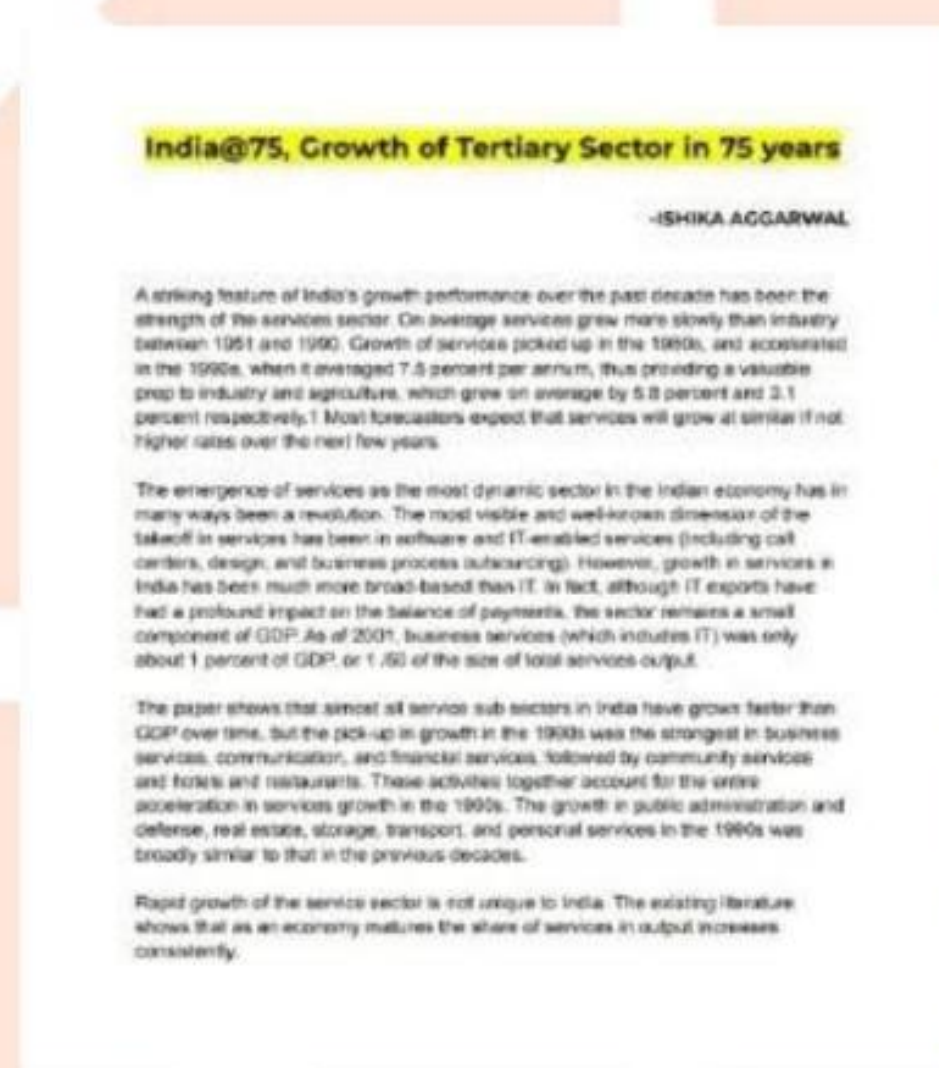 India@75, Growth of Tertiary Sector in 75 years
-ISHIKA AGGARWAL
A striking feature of India's growth performance over the past decade has been the
strength of the services sector. On average services grew more slowly than industry
between 1951 and 1990. Growth of services picked up in the 1980s, and accelerated
in the 1990s, when it averaged 7.5 percent per annum, thus providing a valuable
prop to industry and agriculture, which grew on average by 5.8 percent and 3.1
percent respectively.1 Most forecasters expect that services will grow at similar if not
higher rates over the next few years.
The emergence of services as the most dynamic sector in the Indian economy has in
many ways been a revolution. The most visible and well-known dimension of the
takeoff in services has been in software and IT-enabled services (including call
centers, design, and business process outsourcing). However, growth in services in
India has been much more broad-based than IT. In fact, although IT exports have
had a profound impact on the balance of payments, the sector remains a small
component of GDP. As of 2001, business services (which includes IT) was only
about 1 percent of GDP, or 1 /50 of the size of total services output.
The paper shows that almost all service sub sectors in India have grown faster than
GDP over time, but the pick-up in growth in the 1990s was the strongest in business
services, communication, and financial services, followed by community services
and hotels and restaurants. These activities together account for the entire
acceleration in services growth in the 1990s. The growth in public administration and
defense, real estate, storage, transport, and personal services in the 1990s was
broadly similar to that in the previous decades.
Rapid growth of the service sector is not unique to India. The existing literature
shows that as an economy matures the share of services in output increases
consistently.